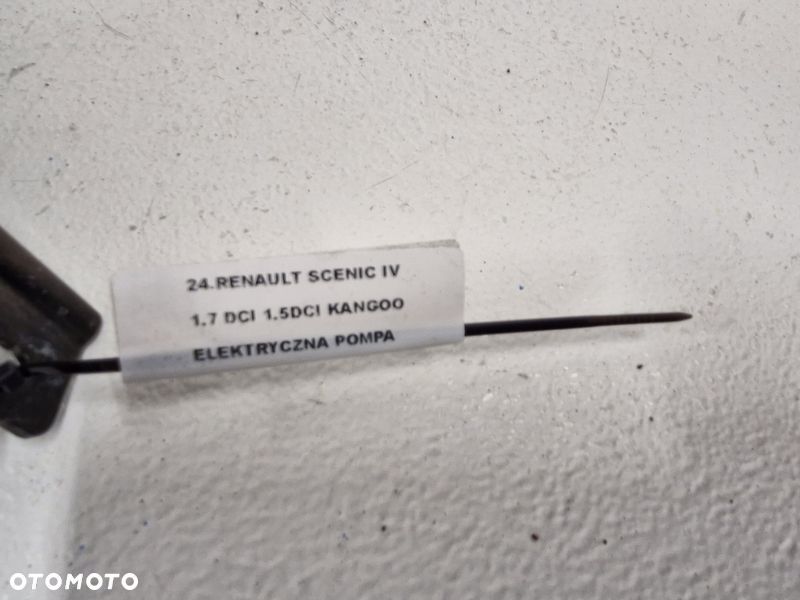 24.RENAULT SCENIC IV
1.7 DCI 1.5DCI KANGOO
ELEKTRYCZNA POMPA
OTOMOTO